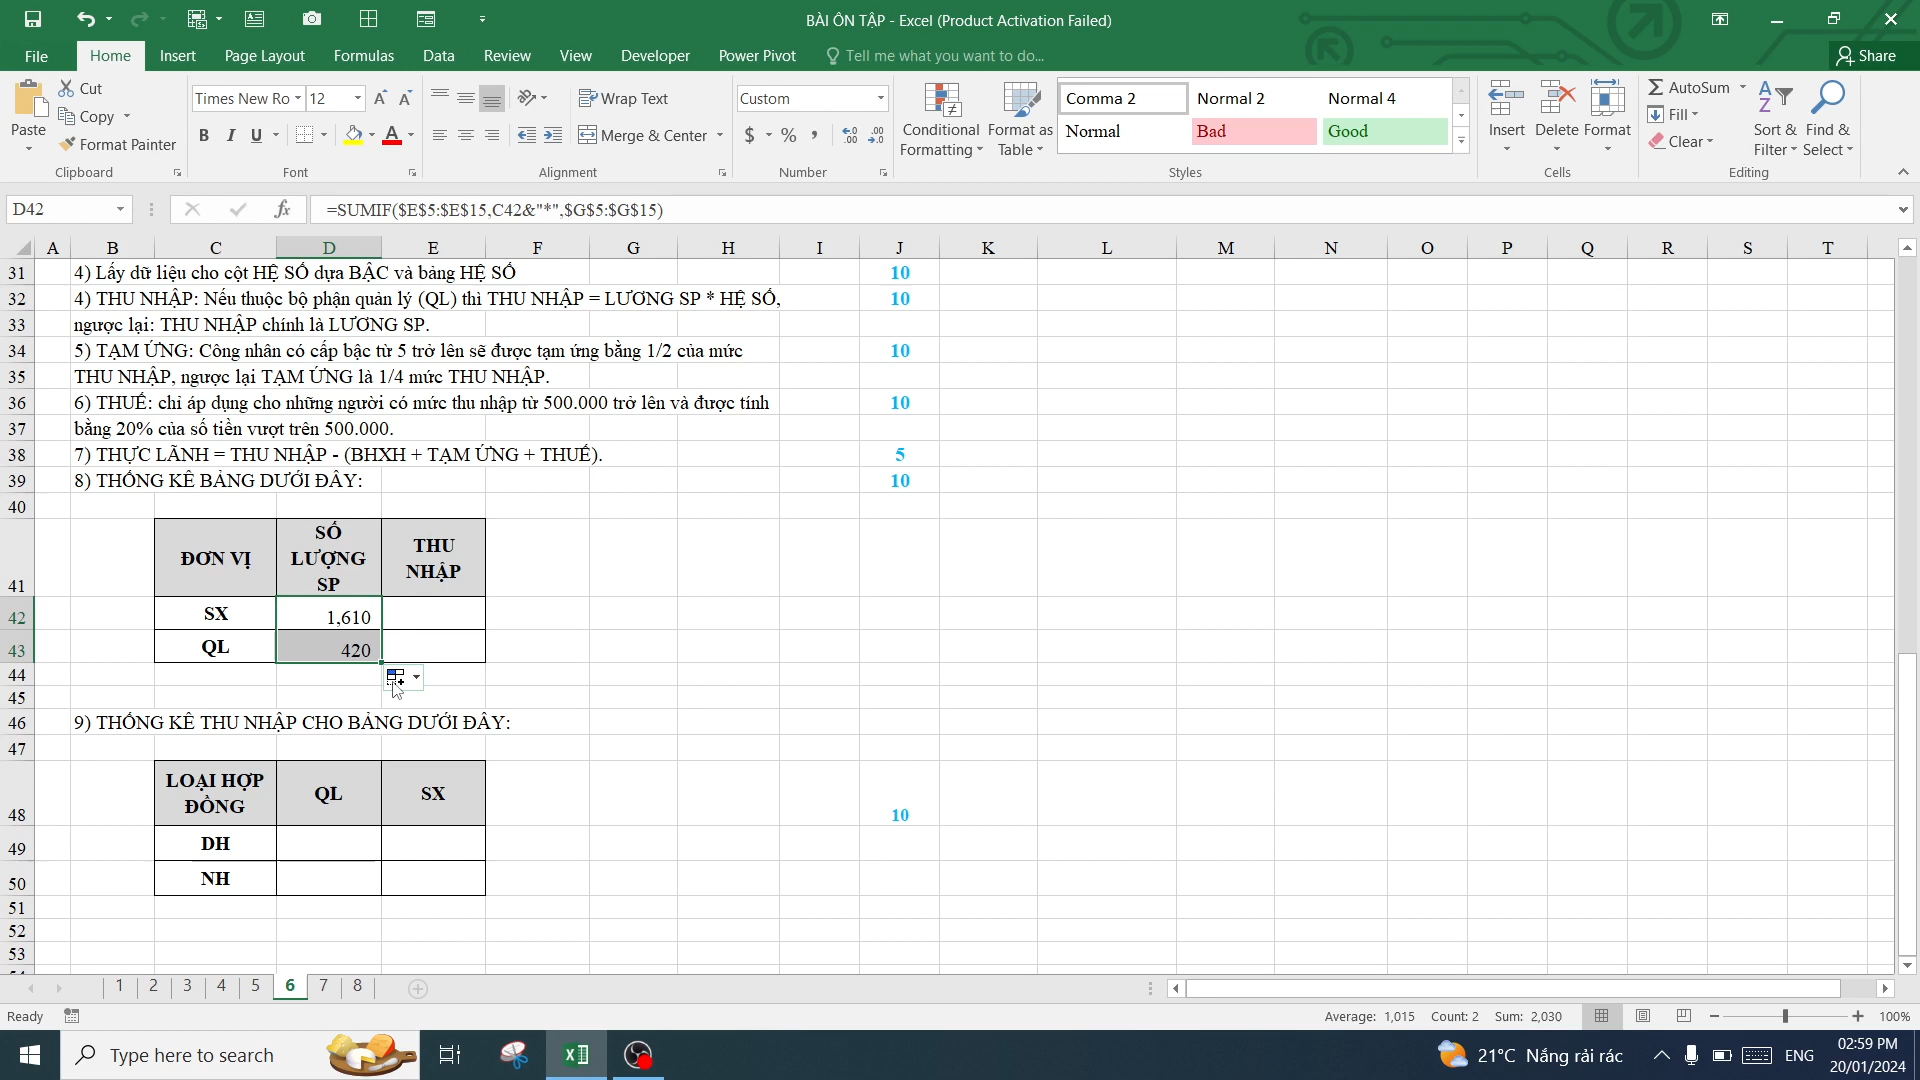 BÀI ÔN TẬP - Excel (Product Activation Failed)
File Home Insert Page Layout Formulas Data Review View Developer Power Pivot Tell me what you want to do... Share
Paste Cut Copy Format Painter
Times New Ro 12
B I U
Wrap Text
Merge & Center
Custom
$ % ,
Conditional Formatting
Format as Table
Comma 2 Normal 2 Normal 4
Normal Bad Good
Insert Delete Format
AutoSum
Fill
Clear
Sort & Filter
Find & Select
Clipboard Font Alignment Number Styles Cells Editing
D42 fx =SUMIF($E$5:$E$15,C42&"*",$G$5:$G$15)
A B C D E F G H I J K L M N O P Q R S T
31 4) Lấy dữ liệu cho cột HỆ SỐ dựa BẬC và bảng HỆ SỐ 10
32 4) THU NHẬP: Nếu thuộc bộ phận quản lý (QL) thì THU NHẬP = LƯƠNG SP * HỆ SỐ, 10
33 ngược lại: THU NHẬP chính là LƯƠNG SP.
34 5) TẠM ỨNG: Công nhân có cấp bậc từ 5 trở lên sẽ được tạm ứng bằng 1/2 của mức 10
35 THU NHẬP, ngược lại TẠM ỨNG là 1/4 mức THU NHẬP.
36 6) THUẾ: chỉ áp dụng cho những người có mức thu nhập từ 500.000 trở lên và được tính 10
37 bằng 20% của số tiền vượt trên 500.000.
38 7) THỰC LÃNH = THU NHẬP - (BHXH + TẠM ỨNG + THUẾ). 5
39 8) THỐNG KÊ BẢNG DƯỚI ĐÂY: 10
40
41 ĐƠN VỊ SỐ LƯỢNG SP THU NHẬP
42 SX 1,610
43 QL 420
44
45
46 9) THỐNG KÊ THU NHẬP CHO BẢNG DƯỚI ĐÂY:
47
48 LOẠI HỢP ĐỒNG QL SX 10
49 DH
50 NH
51
52
53
1 2 3 4 5 6 7 8
Ready Average: 1,015 Count: 2 Sum: 2,030 100%
Type here to search 21°C Nắng rải rác ENG 02:59 PM
20/01/2024